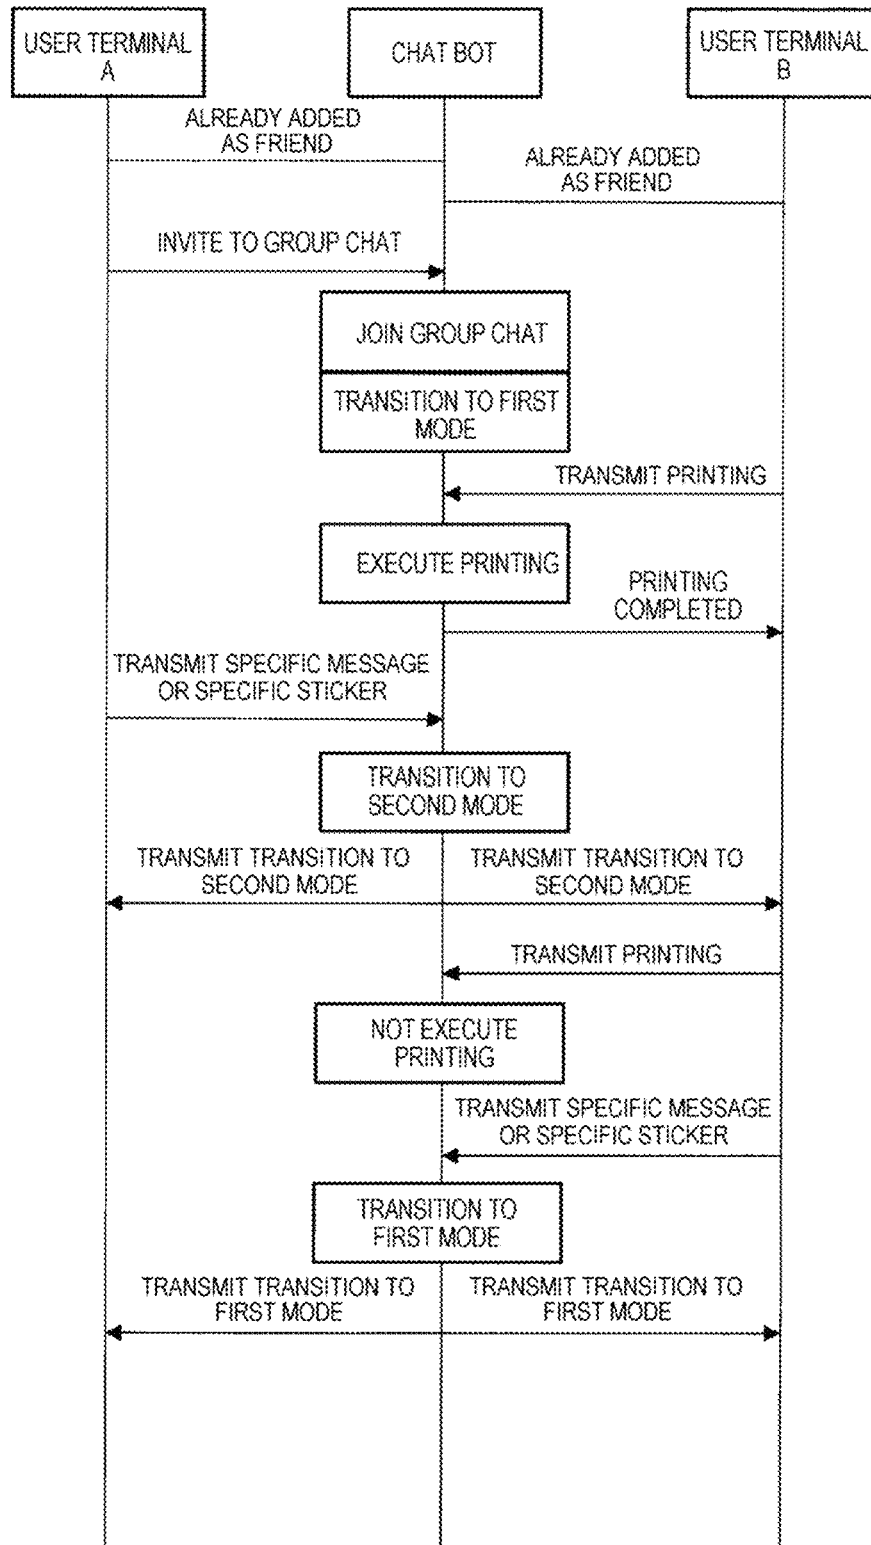 USER TERMINAL
A
CHAT BOT
USER TERMINAL
B
ALREADY ADDED
AS FRIEND
ALREADY ADDED
AS FRIEND
INVITE TO GROUP CHAT
JOIN GROUP CHAT
TRANSITION TO FIRST
MODE
TRANSMIT PRINTING
EXECUTE PRINTING
PRINTING
COMPLETED
TRANSMIT SPECIFIC MESSAGE
OR SPECIFIC STICKER
TRANSITION TO
SECOND MODE
TRANSMIT TRANSITION TO
SECOND MODE
TRANSMIT TRANSITION TO
SECOND MODE
TRANSMIT PRINTING
NOT EXECUTE
PRINTING
TRANSMIT SPECIFIC MESSAGE
OR SPECIFIC STICKER
TRANSITION TO
FIRST MODE
TRANSMIT TRANSITION TO
FIRST MODE
TRANSMIT TRANSITION TO
FIRST MODE